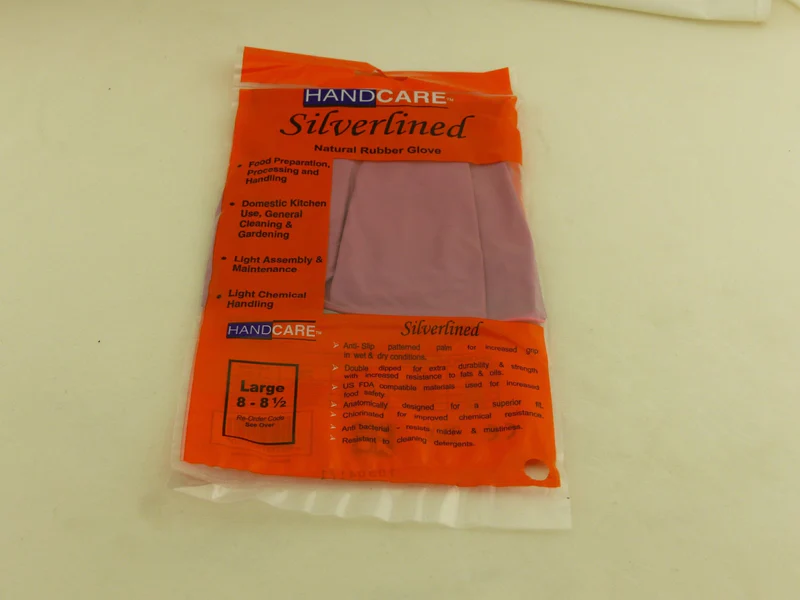 HANDCARE™
Silverlined
Natural Rubber Glove
• Food Preparation,
Processing and
Handling
• Domestic Kitchen
Use, General
Cleaning &
Gardening
• Light Assembly &
Maintenance
• Light Chemical
Handling
HANDCARE™
Large
8 - 8 ½
Re-Order Code
See Over
Silverlined
Anti-Slip patterned palm for increased grip
in wet & dry conditions.
Double dipped for extra durability & strength
with increased resistance to fats & oils.
US FDA compatible materials used for increased
food safety.
Anatomically designed for a superior fit.
Chlorinated for improved chemical resistance.
Anti bacterial - resists mildew & mustiness.
Resistant to cleaning detergents.